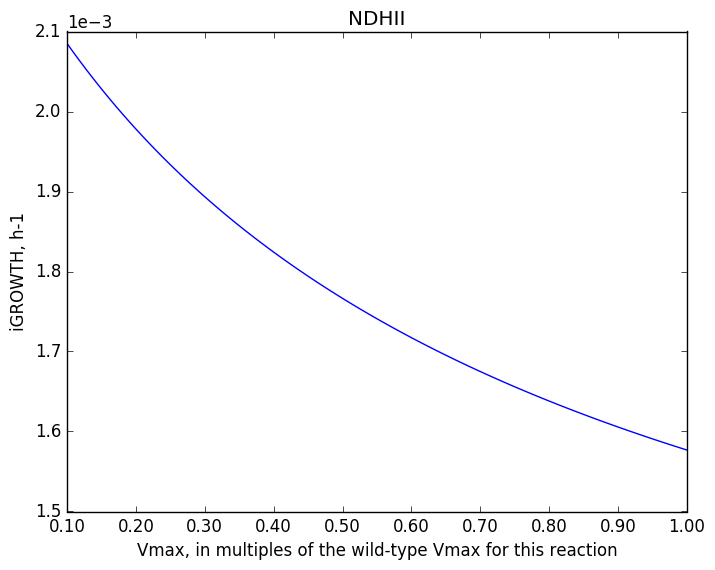 NDHII
1e−3
2.1
2.0
1.9
1.8
1.7
1.6
1.5
iGROWTH, h-1
0.10 0.20 0.30 0.40 0.50 0.60 0.70 0.80 0.90 1.00
Vmax, in multiples of the wild-type Vmax for this reaction